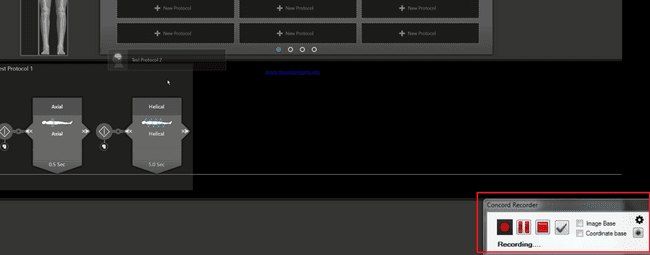 New Protocol
New Protocol
New Protocol
New Protocol
New Protocol
New Protocol
Test Protocol 2
est Protocol 1
Axial
Helical
Axial
Helical
0.5 Sec
5.0 Sec
Concord Recorder
Image Base
Coordinate base
Recording....